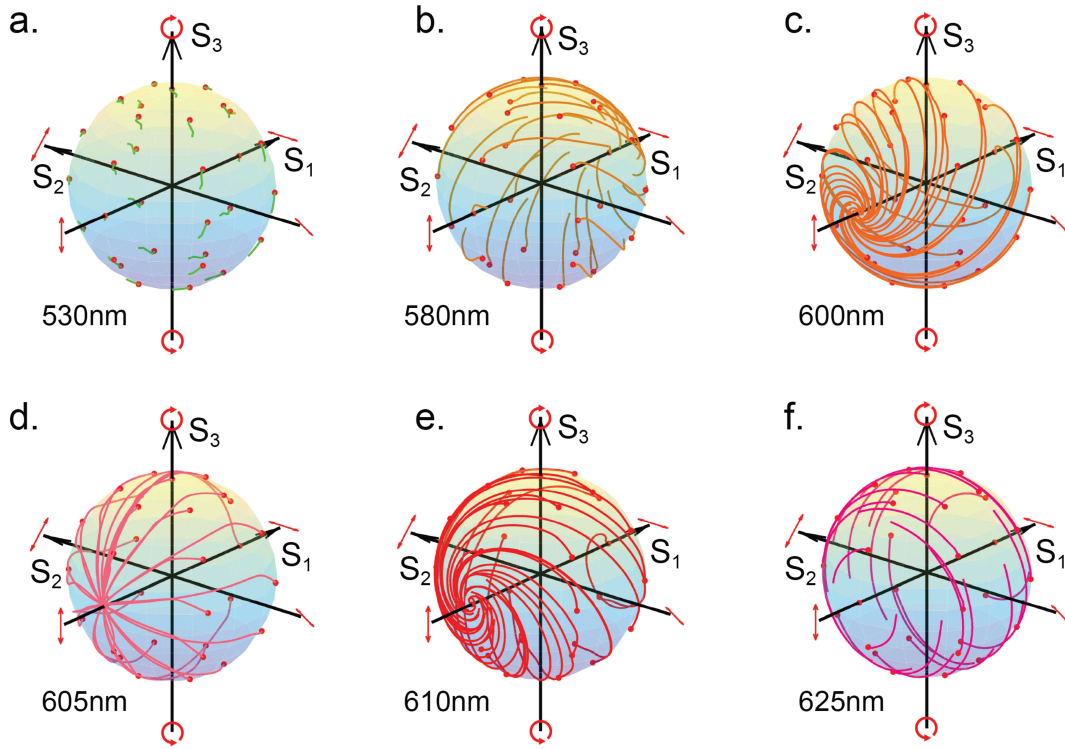 a.
S3
S2
S1
530nm
b.
S3
S2
S1
580nm
c.
S3
S2
S1
600nm
d.
S3
S2
S1
605nm
e.
S3
S2
S1
610nm
f.
S3
S2
S1
625nm